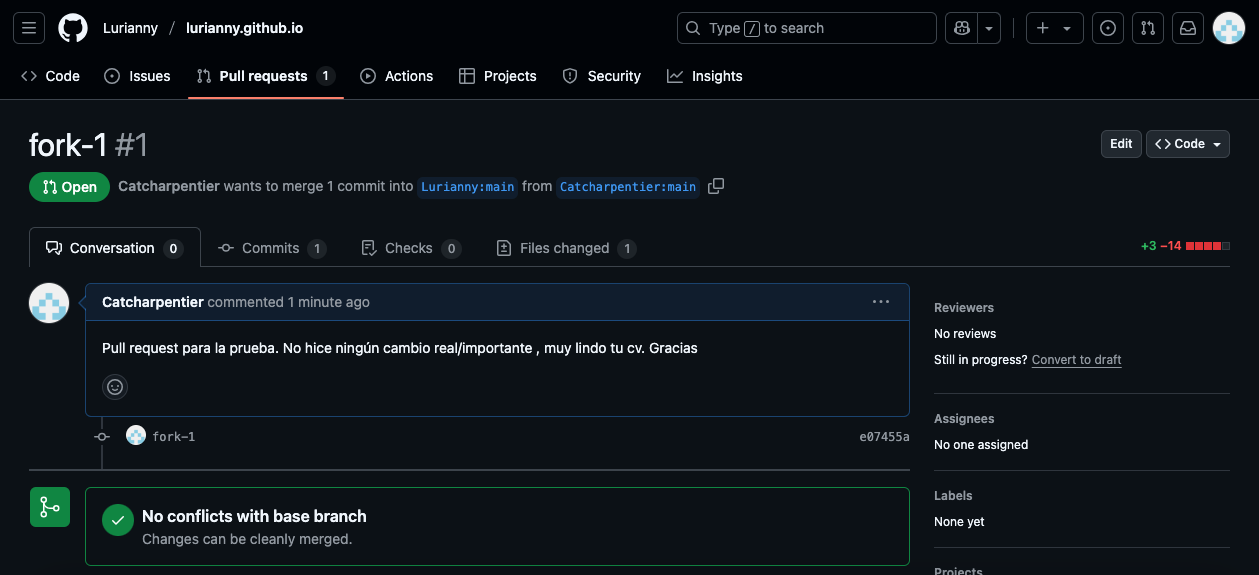 Lurianny / lurianny.github.io
Type / to search
Code Issues Pull requests 1 Actions Projects Security Insights
fork-1 #1
Edit Code
Open Catcharpentier wants to merge 1 commit into Lurianny:main from Catcharpentier:main
Conversation 0 Commits 1 Checks 0 Files changed 1 +3 −14
Catcharpentier commented 1 minute ago
Pull request para la prueba. No hice ningún cambio real/importante , muy lindo tu cv. Gracias
fork-1 e07455a
No conflicts with base branch
Changes can be cleanly merged.
Reviewers
No reviews
Still in progress? Convert to draft
Assignees
No one assigned
Labels
None yet
Projects